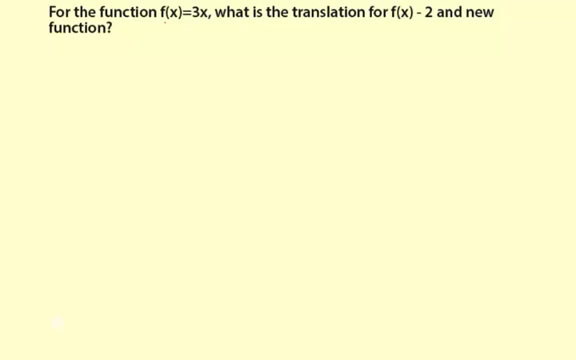 For the function f(x)=3x, what is the translation for f(x) - 2 and new
function?